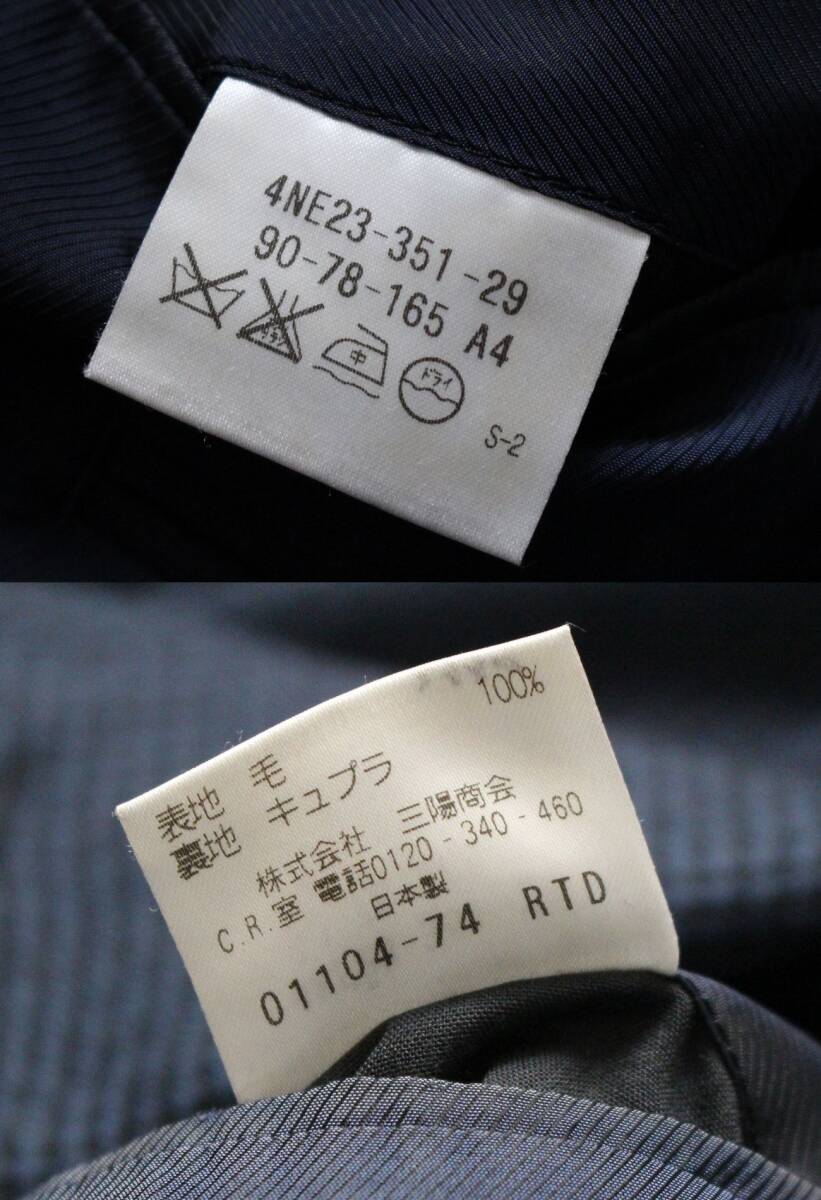 4NE23-351-29
90-78-165 A4
中
ドライ
S-2
100%
表地 毛
裏地 キュプラ
株式会社 三陽商会
C.R.室 電話0120-340-460
日本製
01104-74 RTD